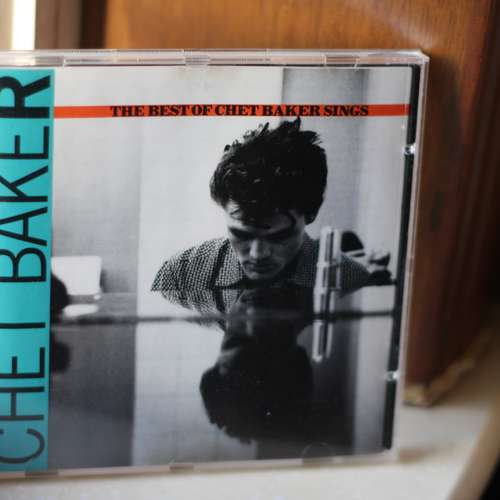 THE BEST OF CHET BAKER SINGS
CHET BAKER